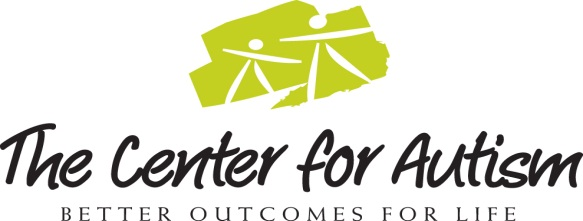 The Center for Autism
BETTER OUTCOMES FOR LIFE